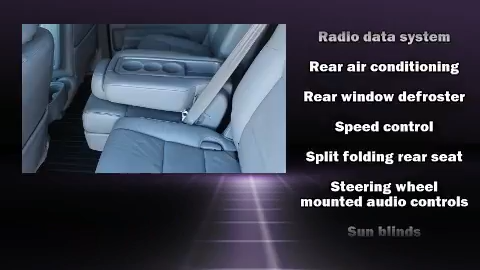 Radio data system
Rear air conditioning
Rear window defroster
Speed control
Split folding rear seat
Steering wheel
mounted audio controls
Sun blinds